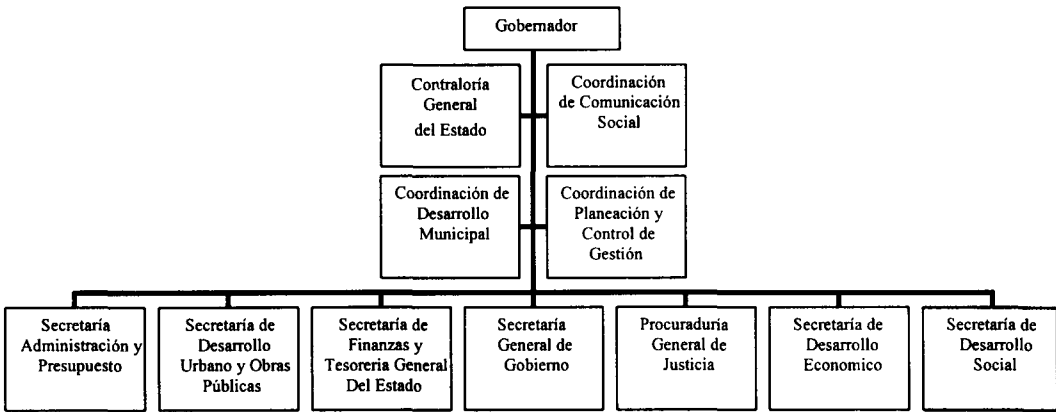 Gobernador
Contraloría
General
del Estado
Coordinación
de Comunicación
Social
Coordinación de
Desarrollo
Municipal
Coordinación de
Planeación y
Control de
Gestión
Secretaría
Administración y
Presupuesto
Secretaría de
Desarrollo
Urbano y Obras
Públicas
Secretaría de
Finanzas y
Tesorería General
Del Estado
Secretaría
General de
Gobierno
Procuraduría
General de
Justicia
Secretaría de
Desarrollo
Economico
Secretaría de
Desarrollo
Social